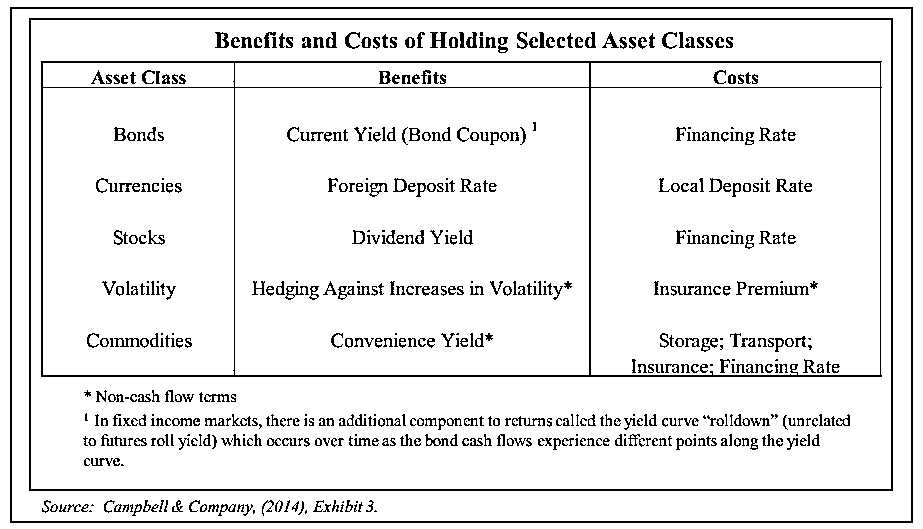 Benefits and Costs of Holding Selected Asset Classes
Asset Class Benefits Costs
Bonds Current Yield (Bond Coupon) 1 Financing Rate
Currencies Foreign Deposit Rate Local Deposit Rate
Stocks Dividend Yield Financing Rate
Volatility Hedging Against Increases in Volatility* Insurance Premium*
Commodities Convenience Yield* Storage; Transport;
Insurance; Financing Rate
* Non-cash flow terms
1 In fixed income markets, there is an additional component to returns called the yield curve “rolldown” (unrelated
to futures roll yield) which occurs over time as the bond cash flows experience different points along the yield
curve.
Source: Campbell & Company, (2014), Exhibit 3.